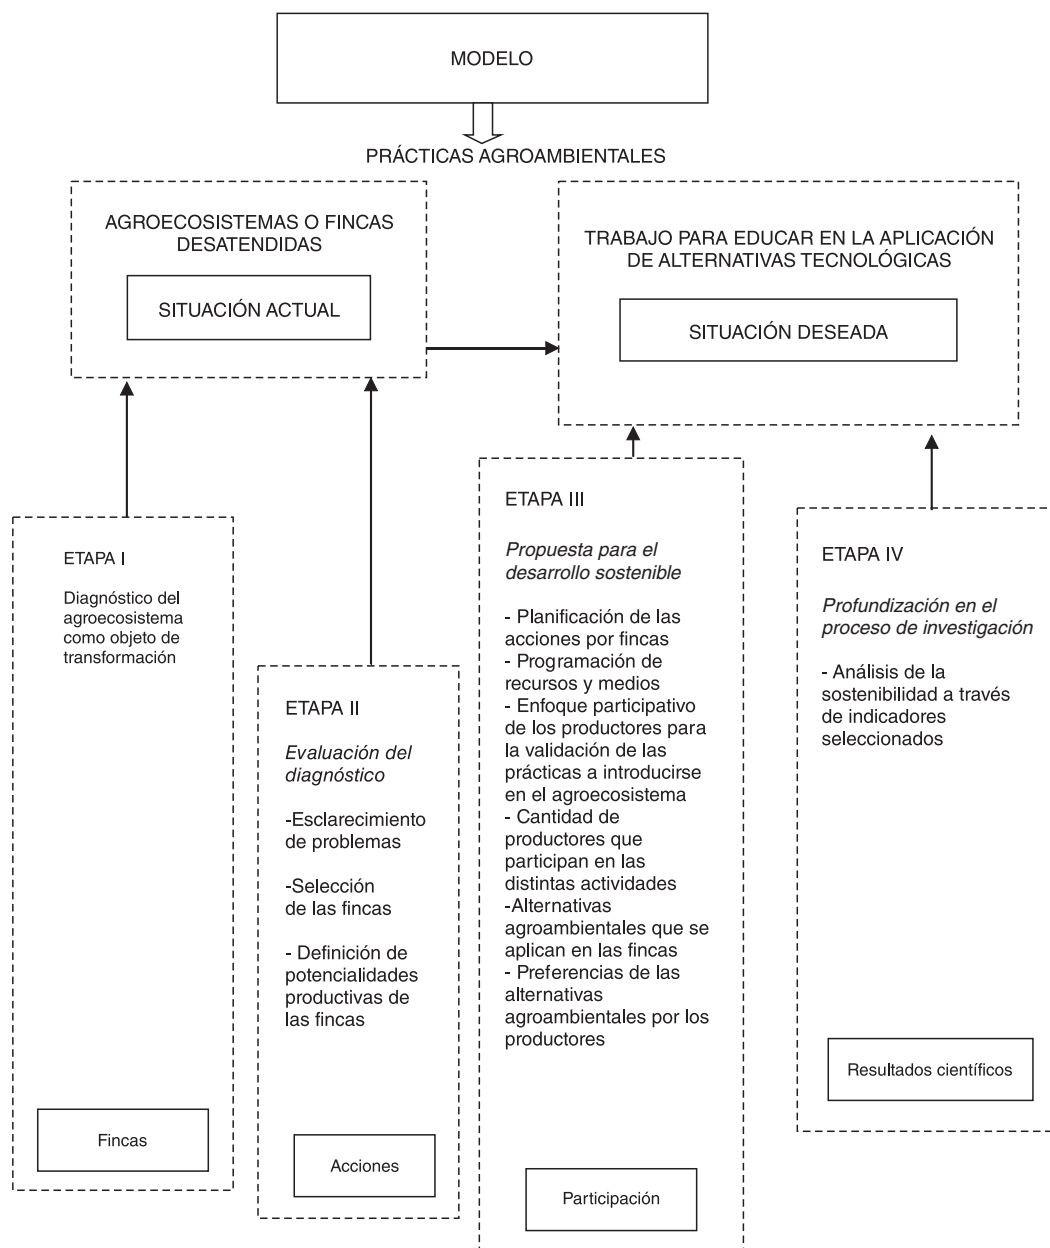 MODELO
PRÁCTICAS AGROAMBIENTALES
AGROECOSISTEMAS O FINCAS
DESATENDIDAS
SITUACIÓN ACTUAL
TRABAJO PARA EDUCAR EN LA APLICACIÓN
DE ALTERNATIVAS TECNOLÓGICAS
SITUACIÓN DESEADA
ETAPA I
Diagnóstico del
agroecosistema
como objeto de
transformación
Fincas
ETAPA II
Evaluación del
diagnóstico
-Esclarecimiento
de problemas
-Selección
de las fincas
- Definición de
potencialidades
productivas de
las fincas
Acciones
ETAPA III
Propuesta para el
desarrollo sostenible
- Planificación de las
acciones por fincas
- Programación de
recursos y medios
- Enfoque participativo
de los productores para
la validación de las
prácticas a introducirse
en el agroecosistema
- Cantidad de
productores que
participan en las
distintas actividades
-Alternativas
agroambientales que se
aplican en las fincas
- Preferencias de las
alternativas
agroambientales por los
productores
Participación
ETAPA IV
Profundización en el
proceso de investigación
- Análisis de la
sostenibilidad a través
de indicadores
seleccionados
Resultados científicos